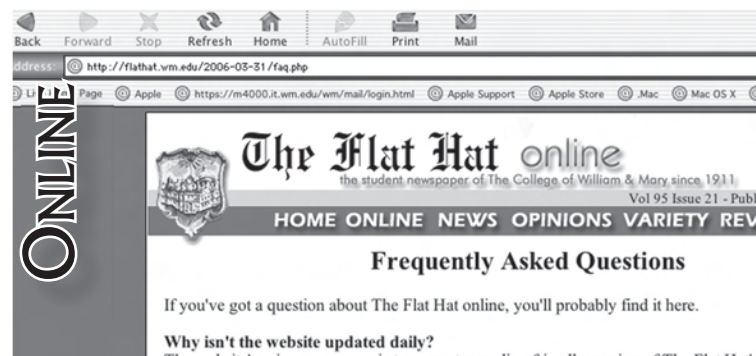 Back Forward Stop Refresh Home AutoFill Print Mail
Address: @ http://flathat.wm.edu/2006-03-31/faq.php
Page @ Apple @ https://m4000.it.wm.edu/wm/mail/login.html @ Apple Support @ Apple Store @ .Mac @ Mac OS X
ONLINE
The Flat Hat online
the student newspaper of The College of William & Mary since 1911
Vol 95 Issue 21 -
HOME ONLINE NEWS OPINIONS VARIETY
Frequently Asked Questions
If you've got a question about The Flat Hat online, you'll probably find it here.
Why isn't the website updated daily?